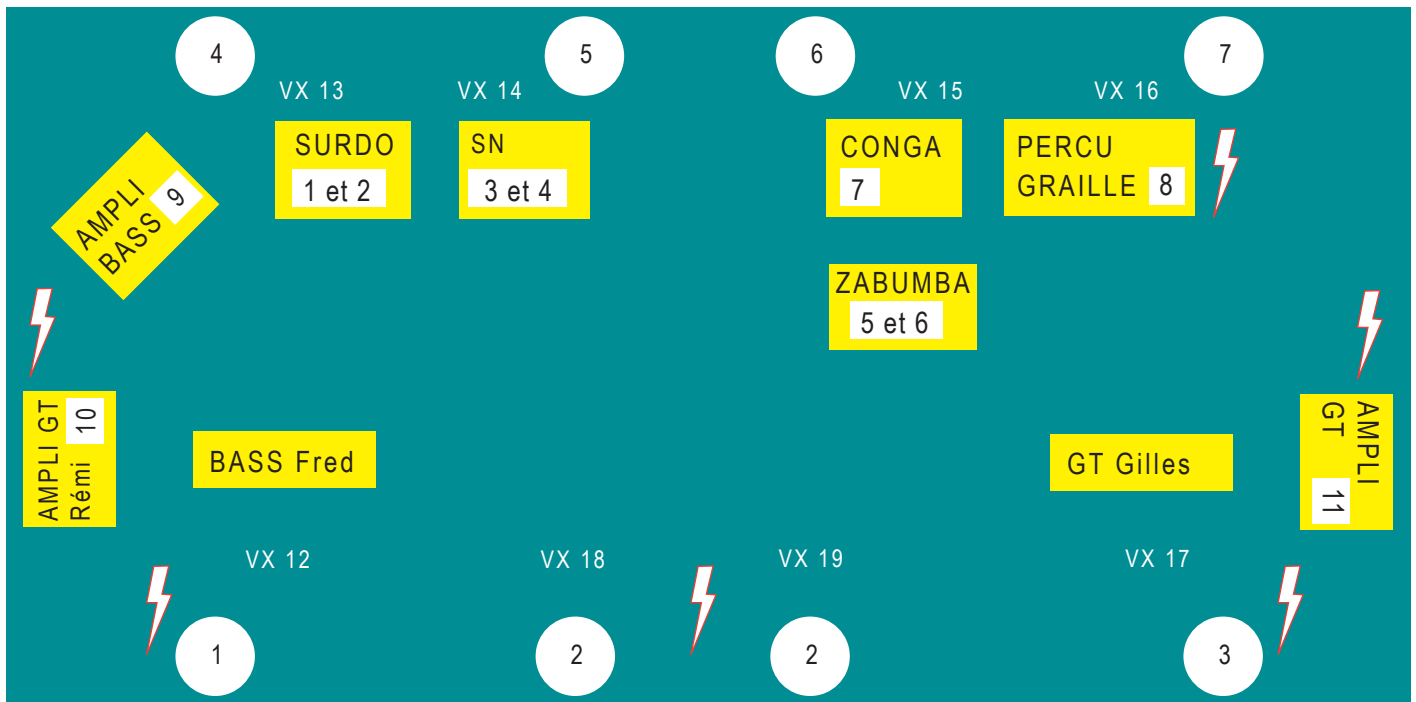 4
5
6
7
VX 13
VX 14
VX 15
VX 16
SURDO
1 et 2
SN
3 et 4
CONGA
7
PERCU
GRAILLE 8
AMPLI
BASS 9
ZABUMBA
5 et 6
AMPLI GT
Rémi 10
BASS Fred
GT Gilles
AMPLI
GT 11
VX 12
VX 18
VX 19
VX 17
1
2
2
3